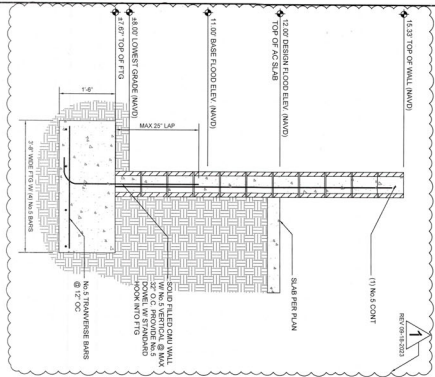 15.33' TOP OF WALL (NAVD)
12.00' DESIGN FLOOD ELEV. (NAVD)
TOP OF AC SLAB
11.00' BASE FLOOD ELEV. (NAVD)
±8.00' LOWEST GRADE (NAVD)
±7.67' TOP OF FTG
1'-6"
MAX 25" LAP
3'-8" WIDE FTG W/ (4) No.5 BARS
(1) No.5 CONT
SLAB PER PLAN
SOLID FILLED CMU WALL
W/ No.5 VERTICAL @ MAX
32" O.C. PROVIDE No.5
DOWEL W/ STANDARD
HOOK INTO FTG
No.5 TRANVERSE BARS
@ 12" OC
1
REV 09-18-2023